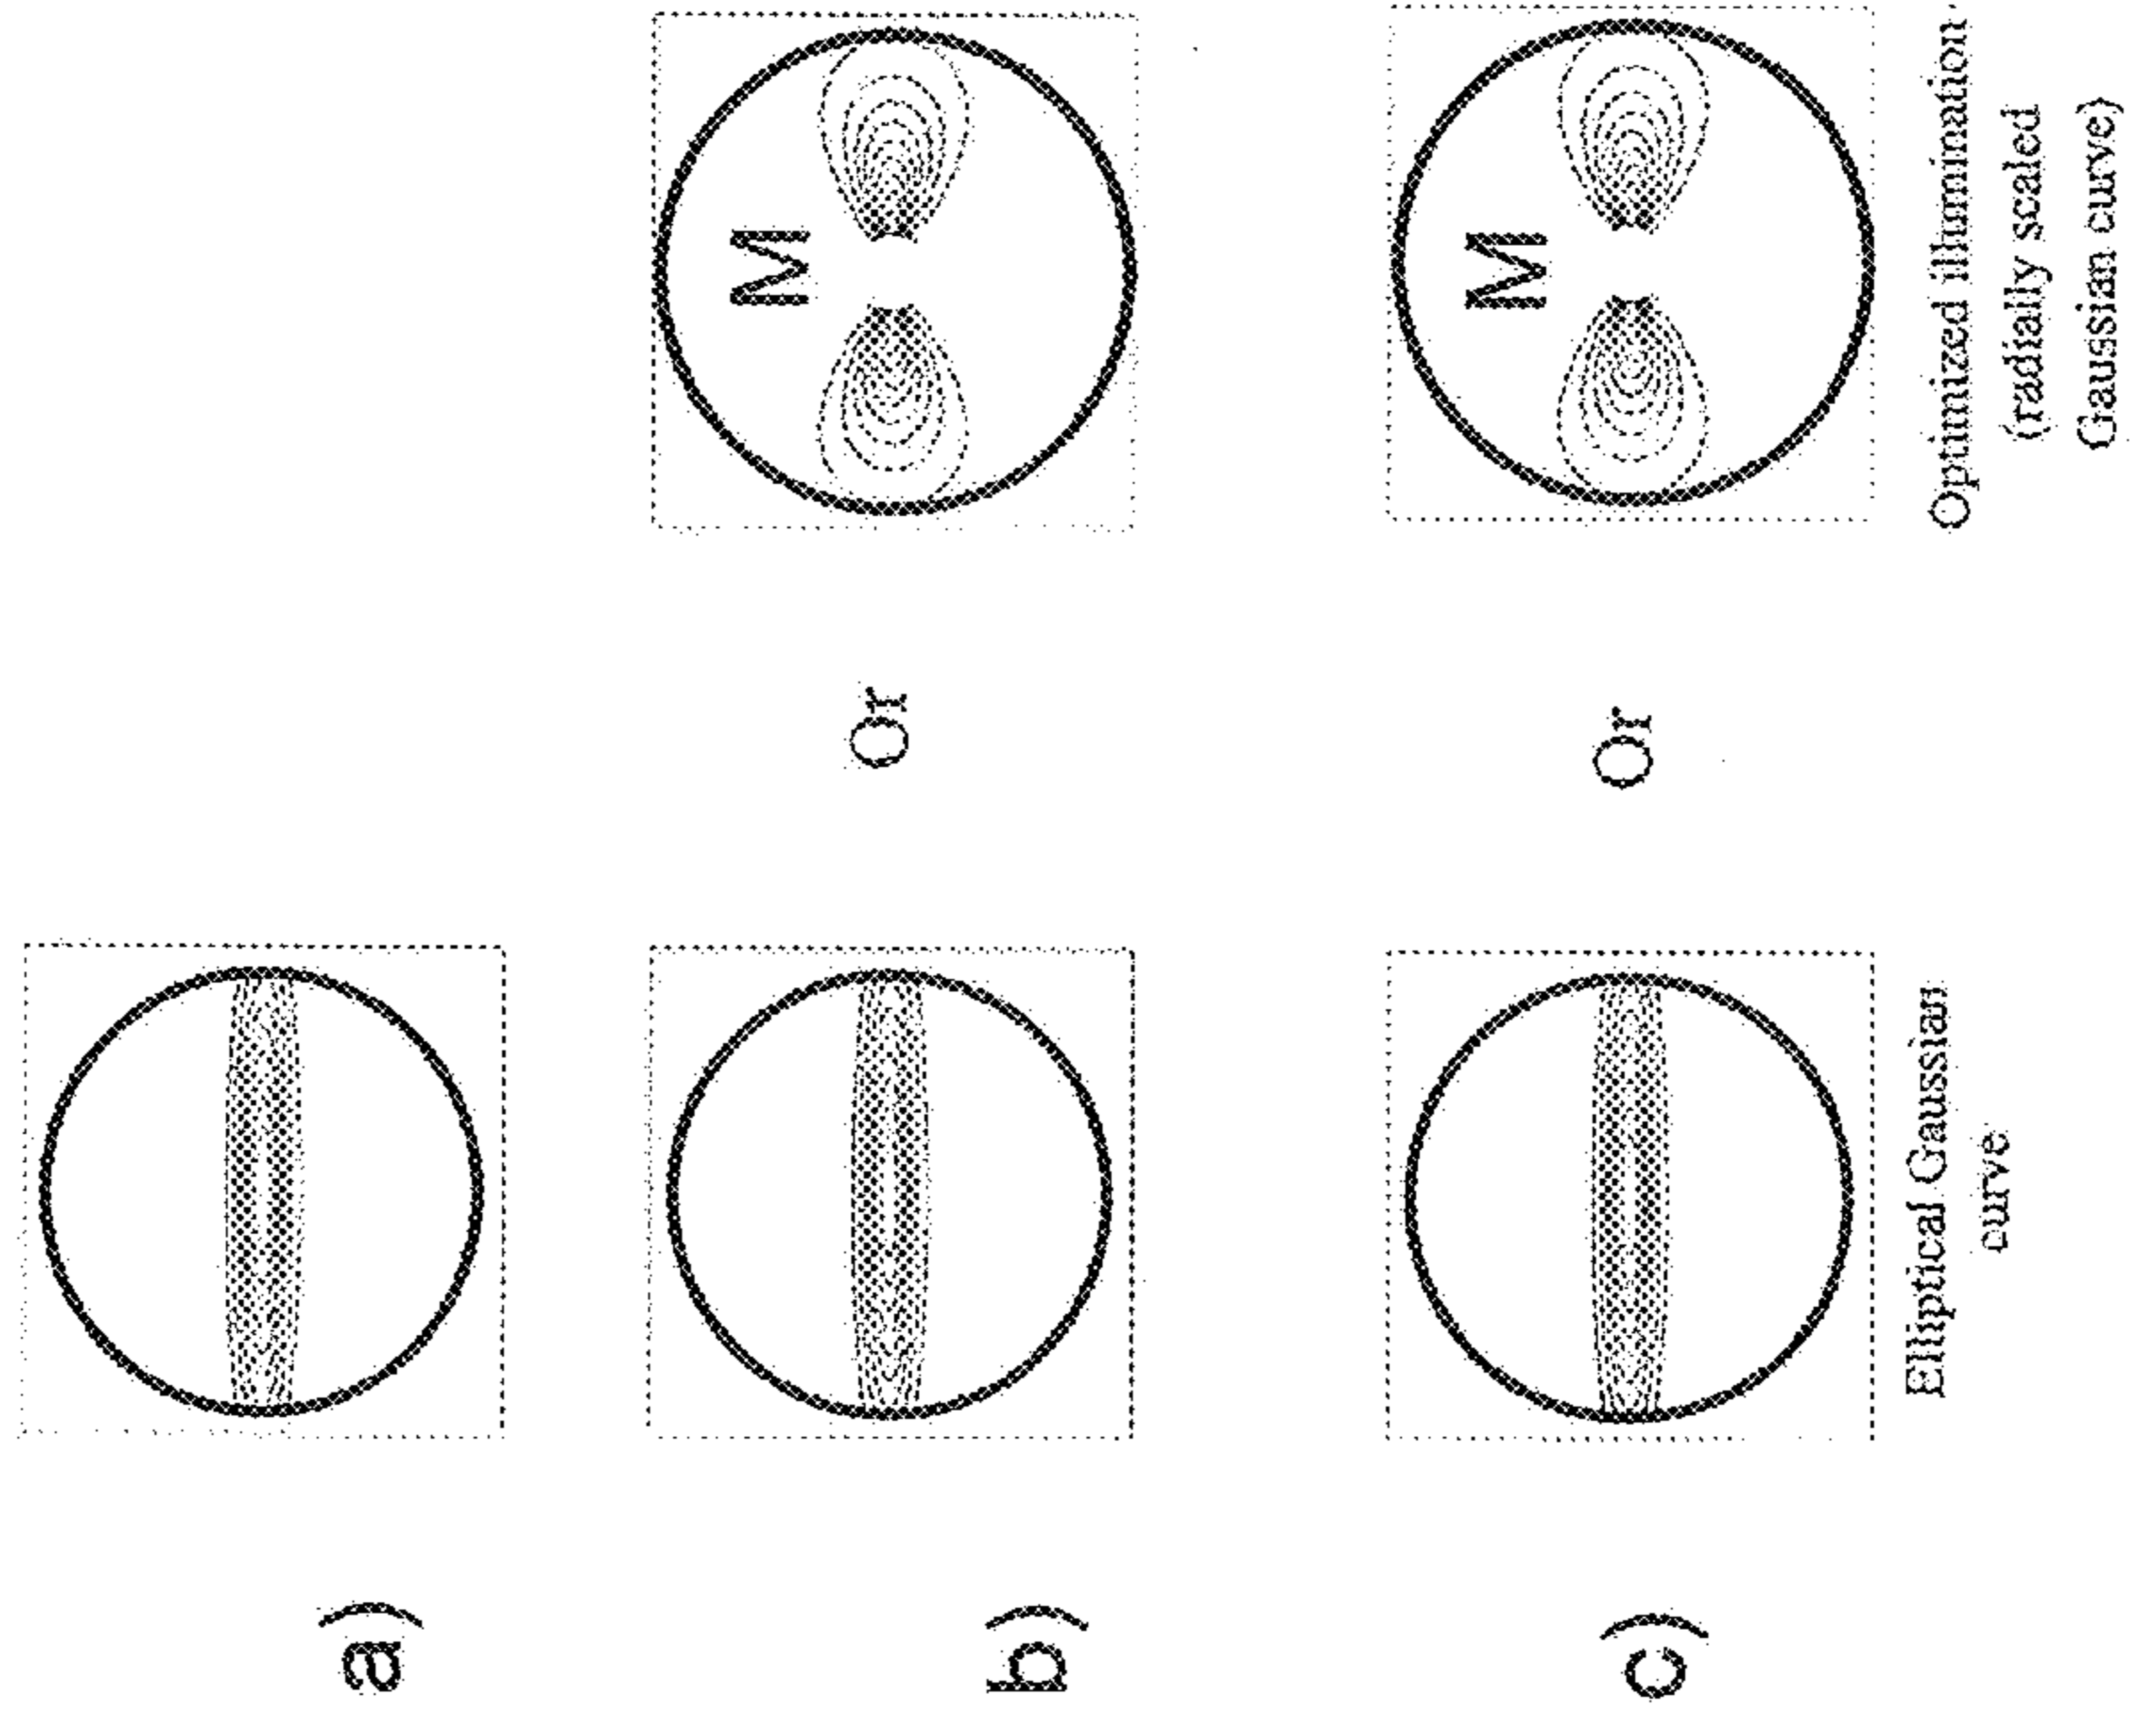 a)
b)
Or
M
c)
Or
M
Elliptical Gaussian
curve
Optimized illumination
(radially scaled
Gaussian curve)